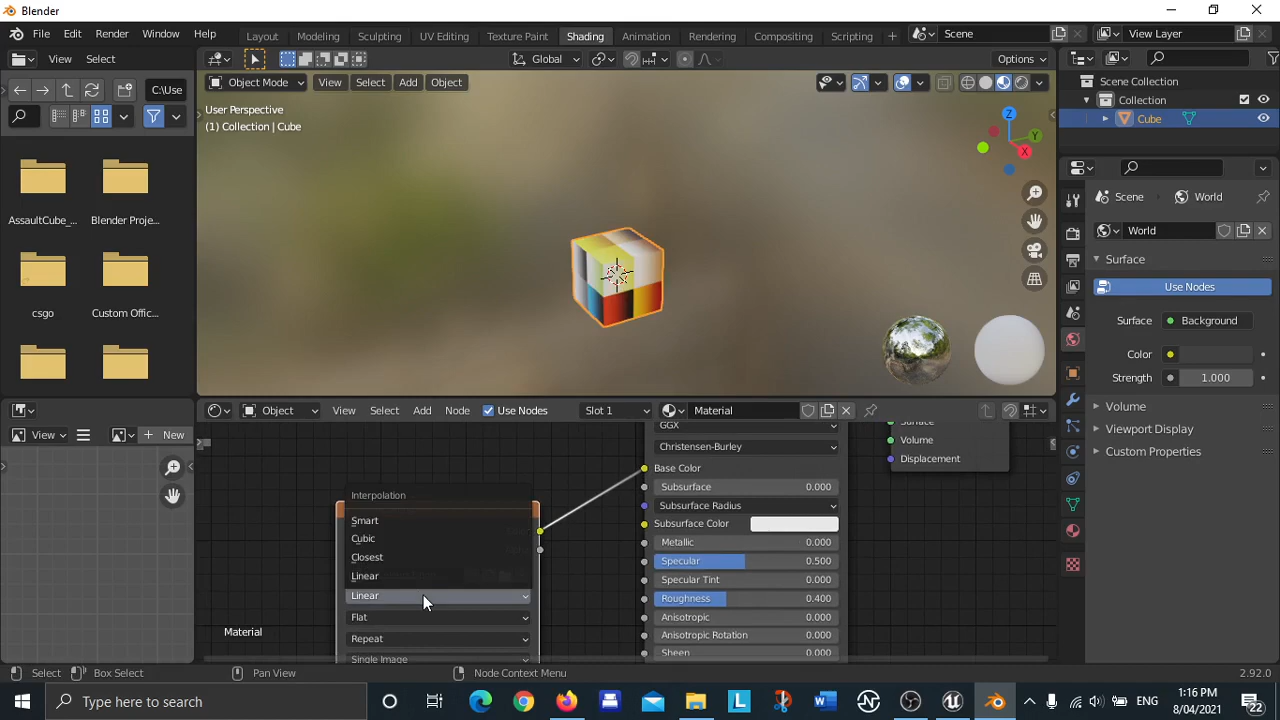 Blender
File
Edit
Render
Window
Help
Layout
Modeling
Sculpting
UV Editing
Texture Paint
Shading
Animation
Rendering
Compositing
Scripting
+
Scene
View Layer
View
Select
Global
Options
Object Mode
View
Select
Add
Object
C:\Use
User Perspective
(1) Collection | Cube
Z
Y
X
AssaultCube_...
Blender Proje...
csgo
Custom Offic...
Scene Collection
Collection
Cube
Scene
World
World
Surface
Use Nodes
Surface
Background
Color
Strength
1.000
Volume
Viewport Display
Custom Properties
View
New
Object
View
Select
Add
Node
Use Nodes
Slot 1
Material
GGX
Christensen-Burley
Base Color
Subsurface
0.000
Subsurface Radius
Subsurface Color
Metallic
0.000
Specular
0.500
Specular Tint
0.000
Roughness
0.400
Anisotropic
0.000
Anisotropic Rotation
0.000
Sheen
0.000
Surface
Volume
Displacement
Interpolation
Smart
Cubic
Closest
Linear
Linear
Flat
Repeat
Single Image
Material
Select
Box Select
Pan View
Node Context Menu
2.92.0
Type here to search
ENG
1:16 PM
8/04/2021
22